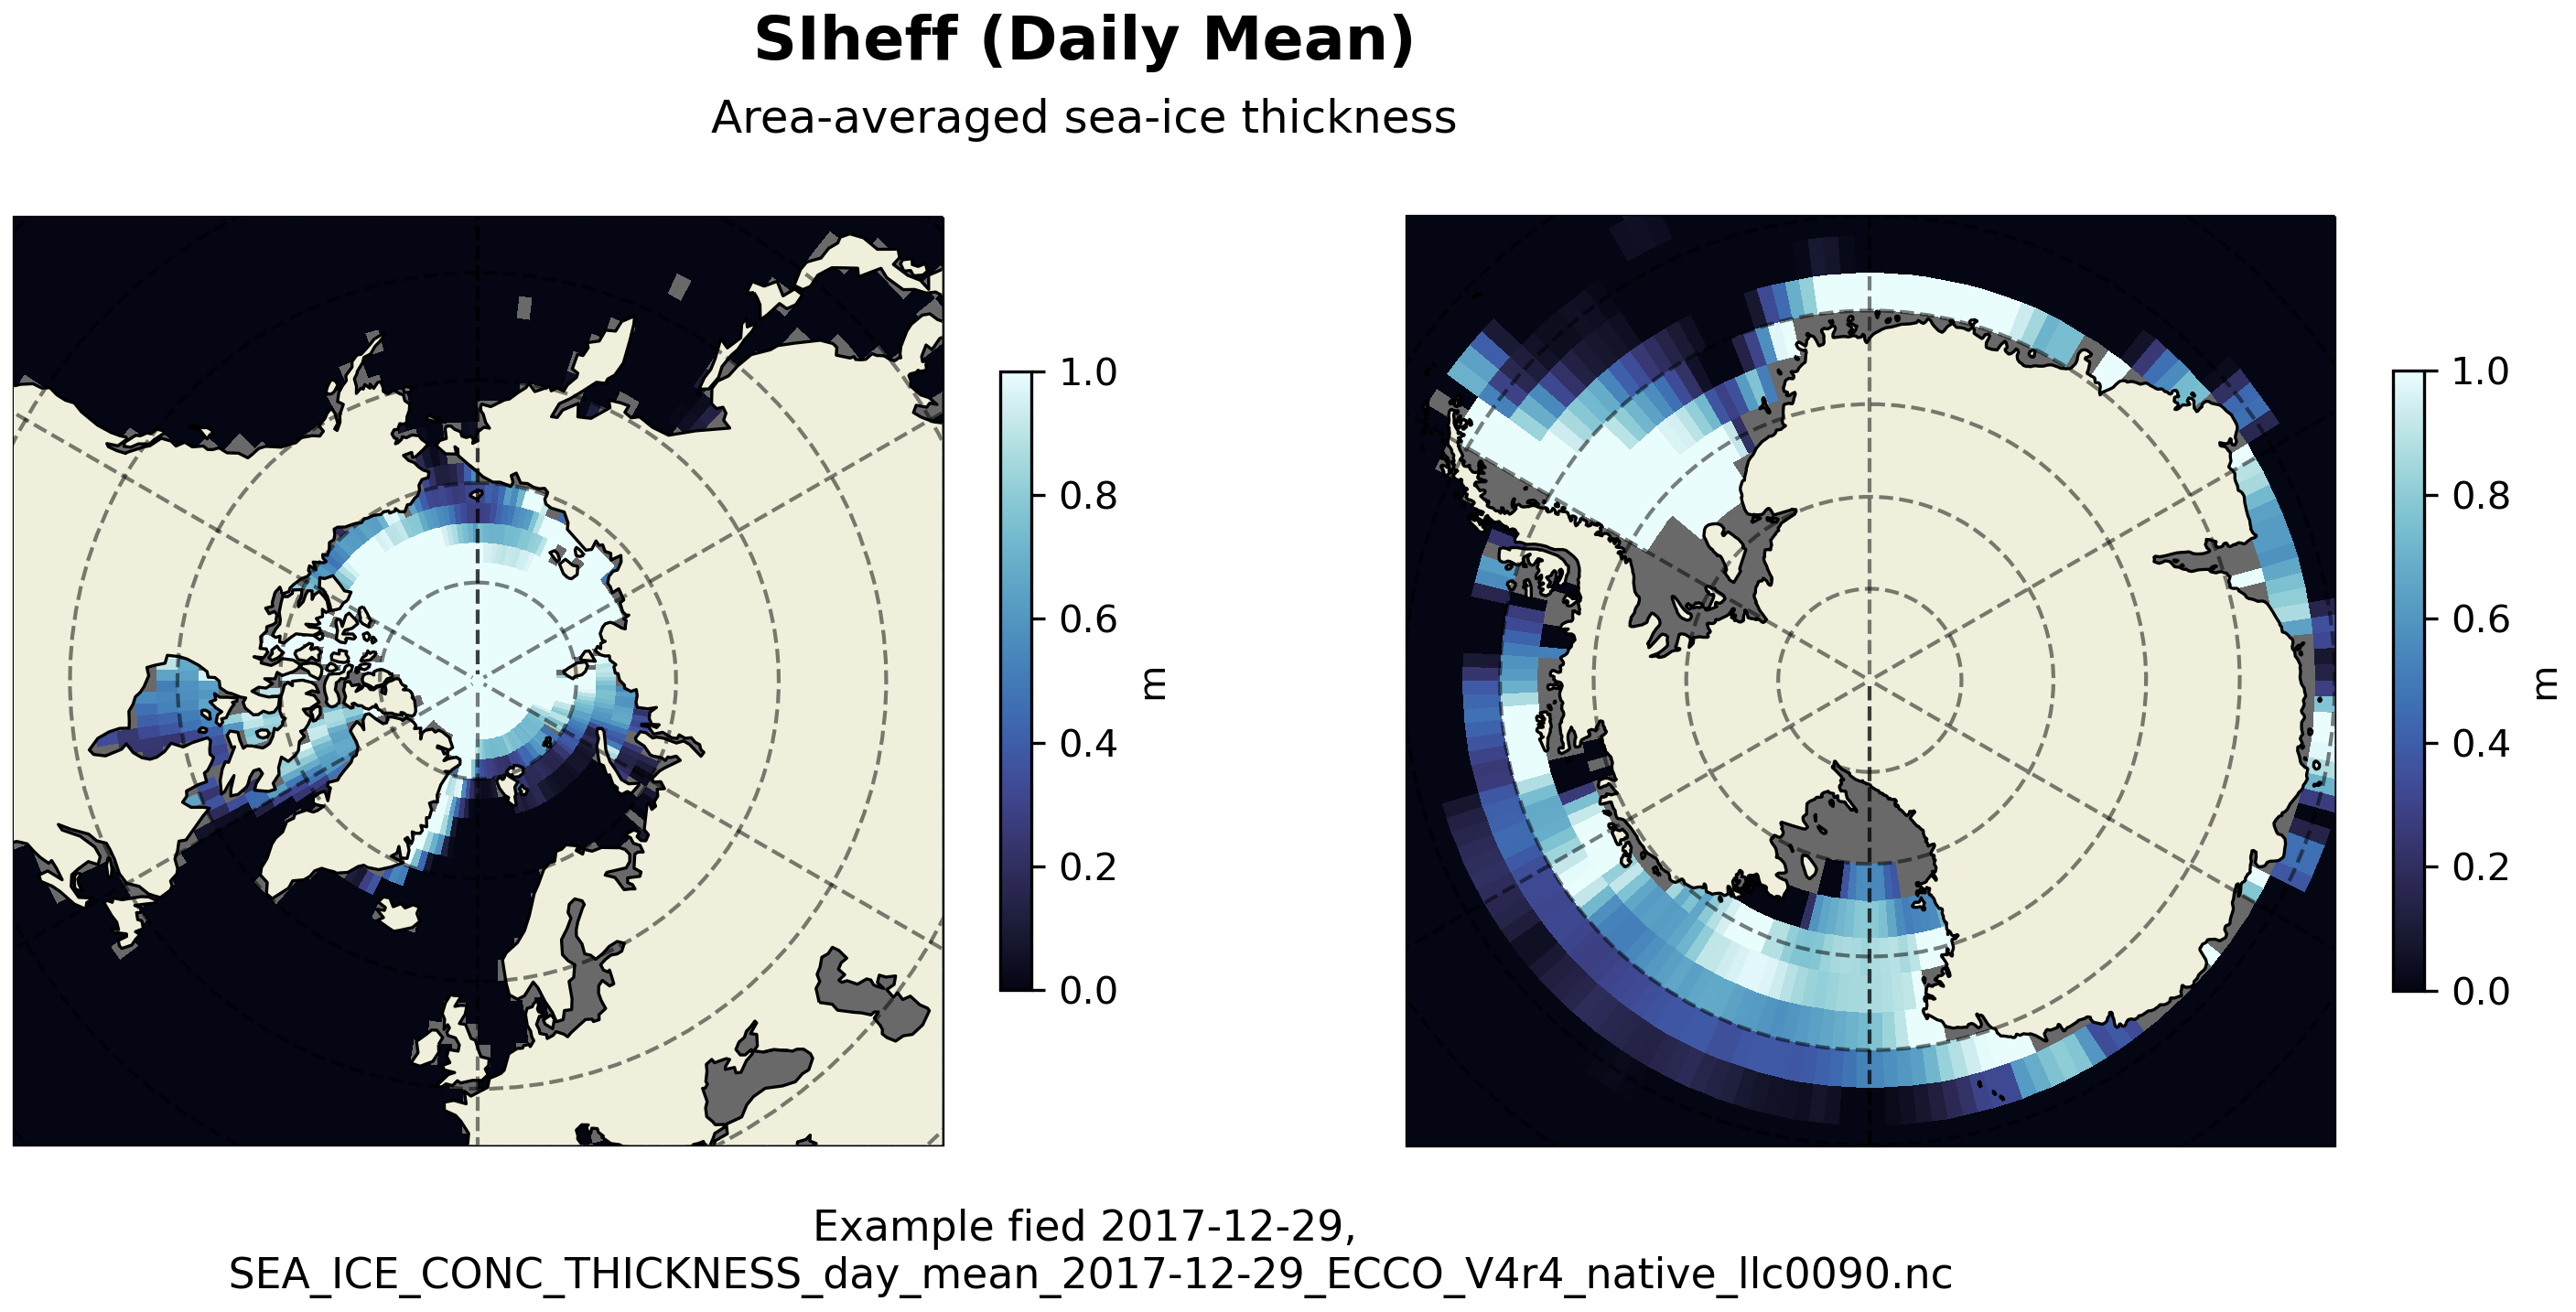 SIheff (Daily Mean)
Area-averaged sea-ice thickness
1.0
0.8
0.6
0.4
0.2
0.0
m
1.0
0.8
0.6
0.4
0.2
0.0
m
Example fied 2017-12-29,
SEA_ICE_CONC_THICKNESS_day_mean_2017-12-29_ECCO_V4r4_native_llc0090.nc